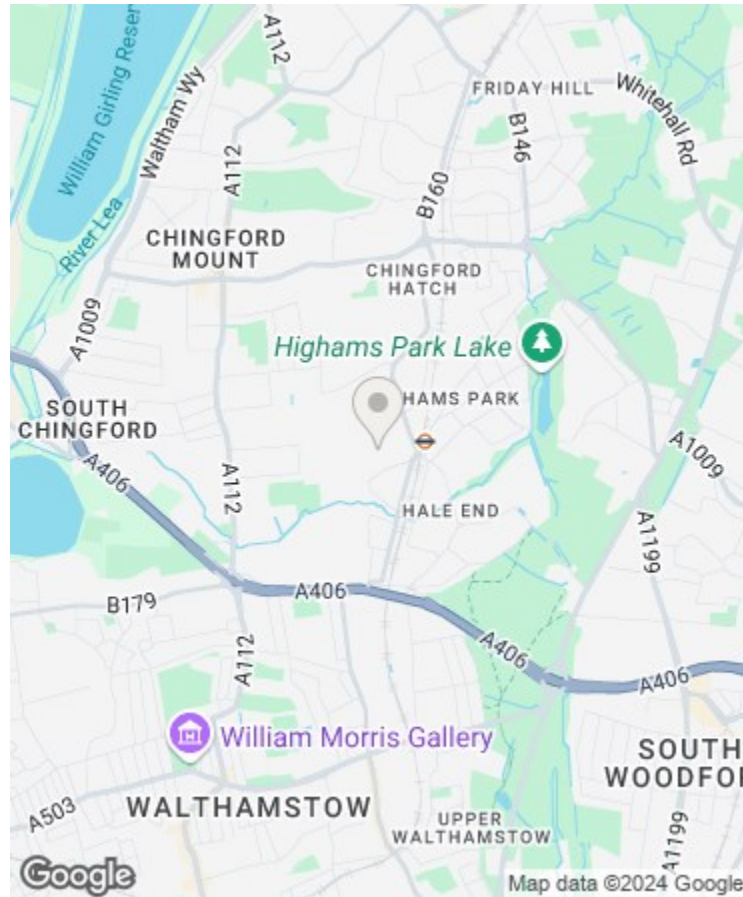 A112
William Girling Reser
Waltham Wy
FRIDAY HILL
Whitehall Rd
B146
A112
B160
River Lea
CHINGFORD
MOUNT
CHINGFORD
HATCH
A1009
Highams Park Lake
HAMS PARK
SOUTH
CHINGFORD
A406
A112
A1009
HALE END
A1199
B179
A406
A112
A406
A406
William Morris Gallery
SOUTH
WOODFO
A503
WALTHAMSTOW
UPPER
WALTHAMSTOW
A1199
Google
Map data ©2024 Google